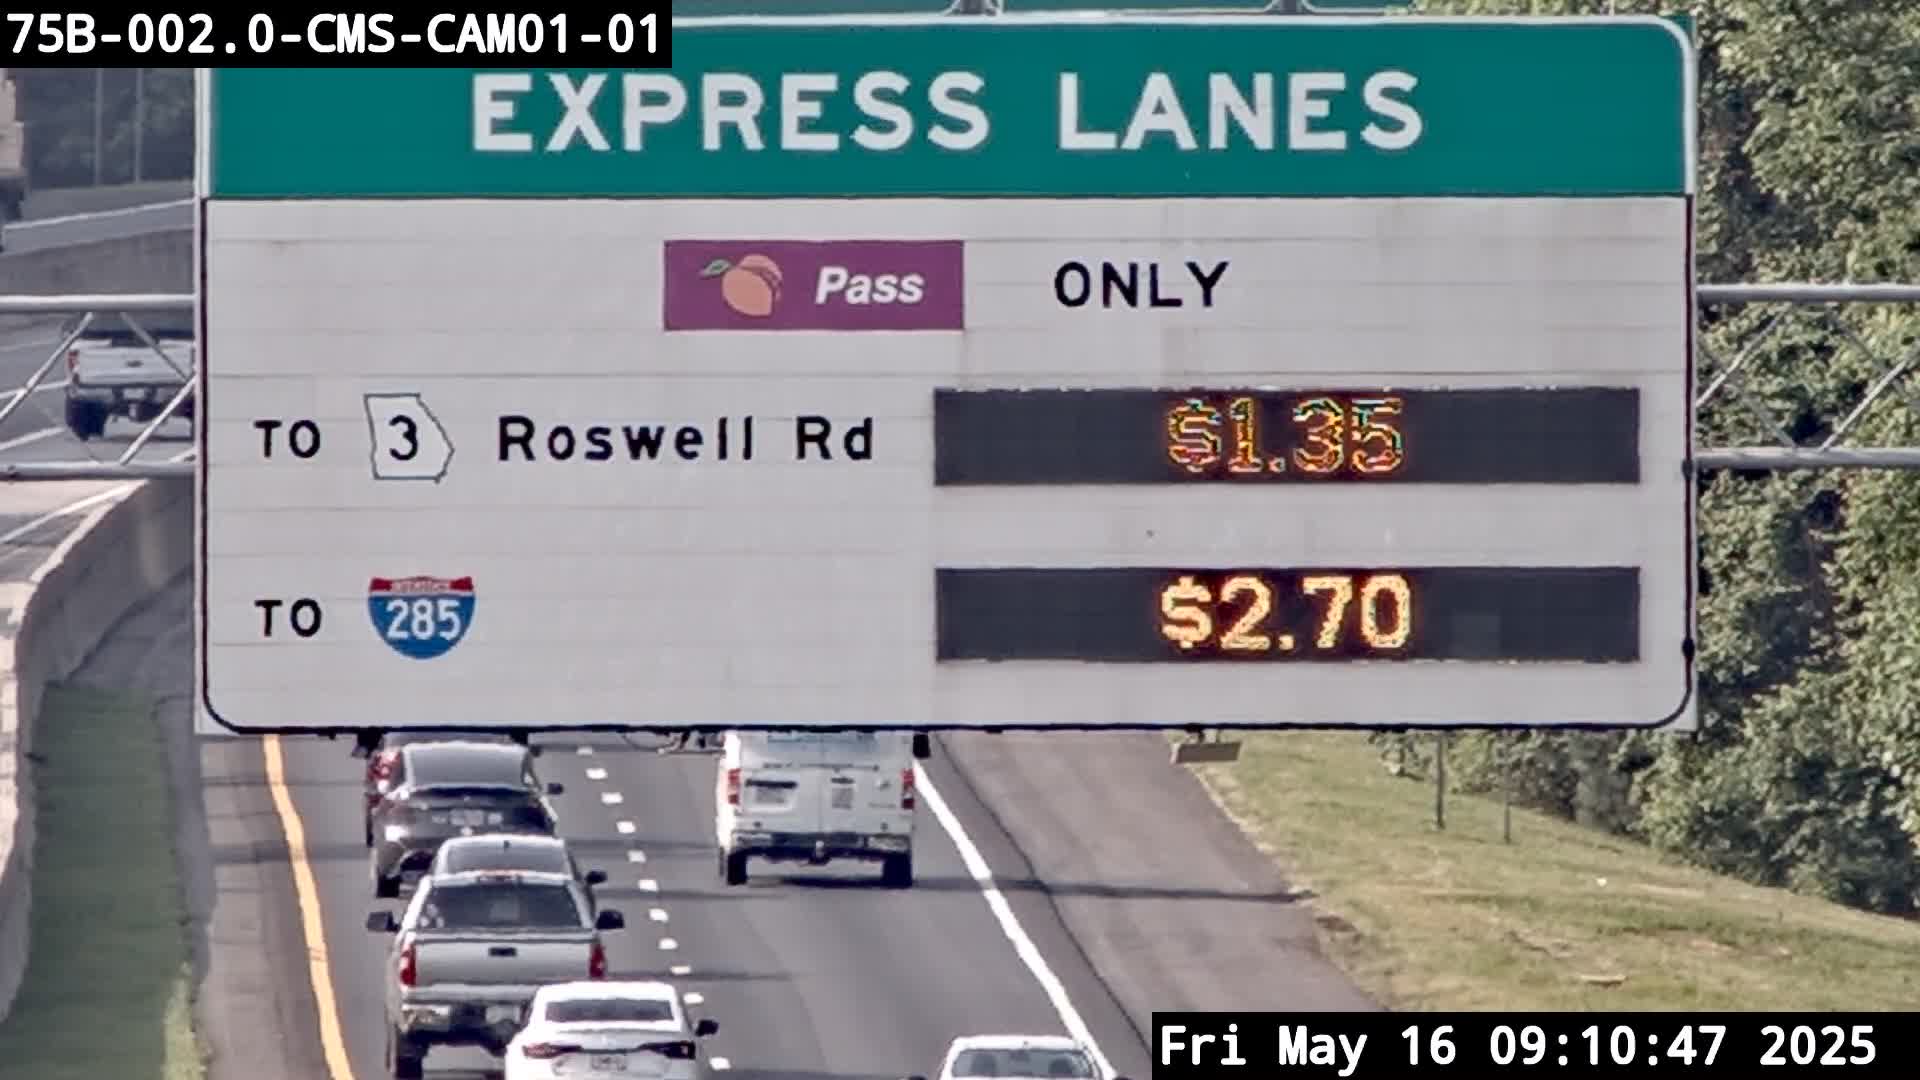 75B-002.0-CMS-CAM01-01
EXPRESS LANES
Pass ONLY
TO 3 Roswell Rd $1.35
INTERSTATE
TO 285 $2.70
Fri May 16 09:10:47 2025